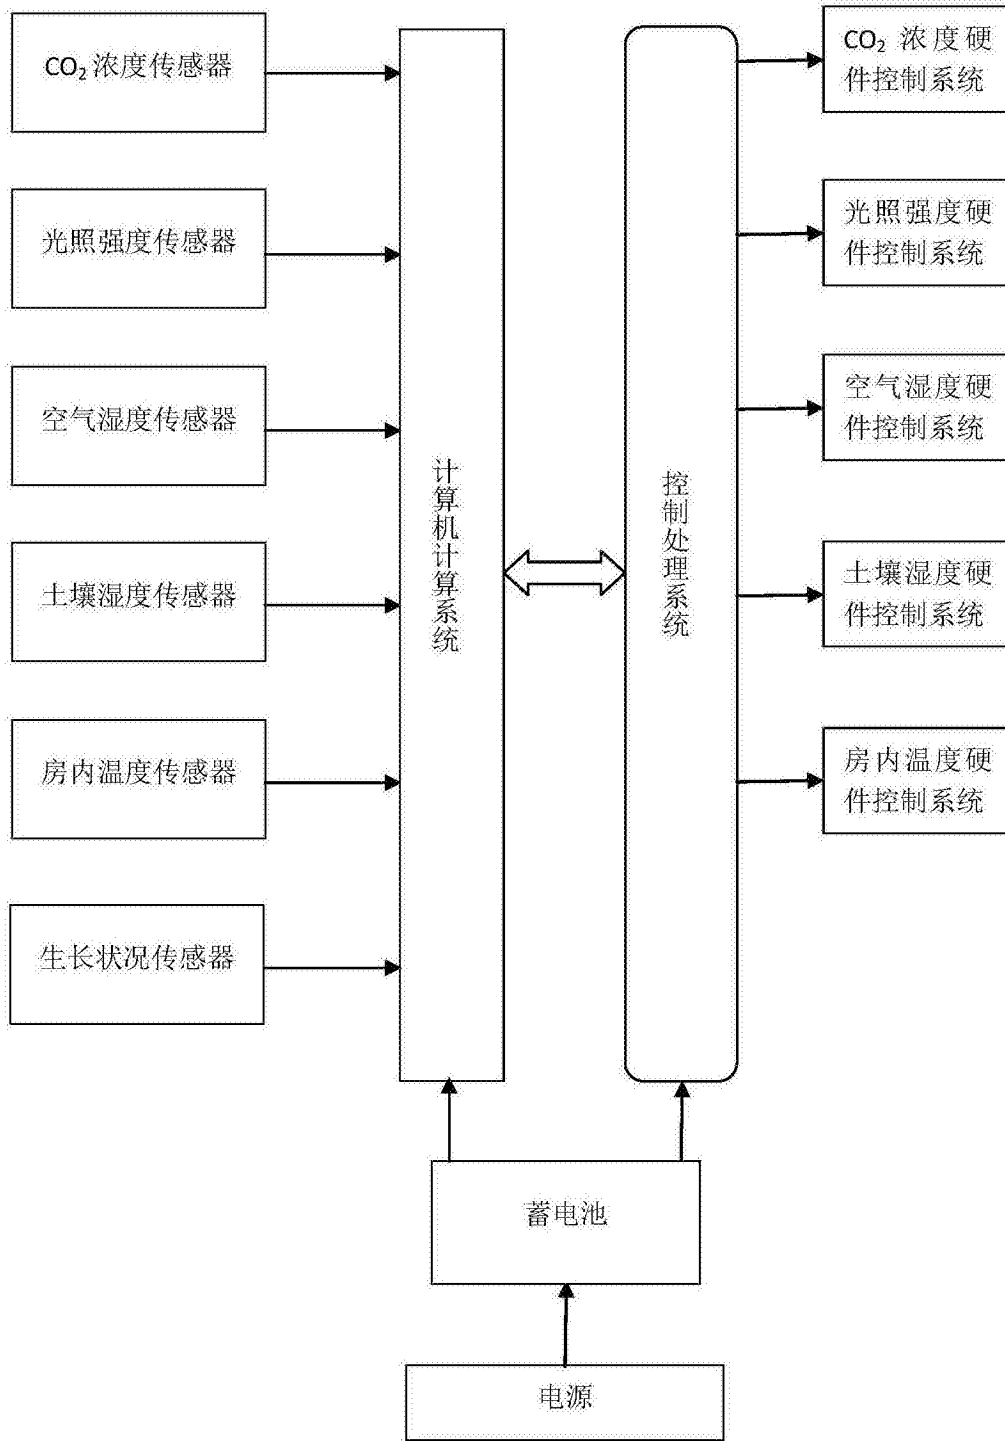 CO₂浓度传感器
光照强度传感器
空气湿度传感器
土壤湿度传感器
房内温度传感器
生长状况传感器
计算机计算系统
控制处理系统
CO₂ 浓度硬
件控制系统
光照强度硬
件控制系统
空气湿度硬
件控制系统
土壤湿度硬
件控制系统
房内温度硬
件控制系统
蓄电池
电源